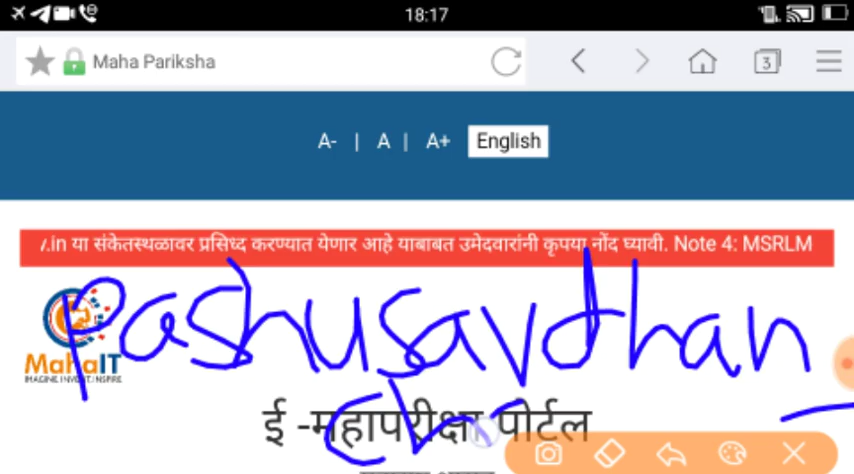 18:17
Maha Pariksha
3
A- | A | A+ English
.in या संकेतस्थळावर प्रसिध्द करण्यात येणार आहे याबाबत उमेदवारांनी कृपया नोंद घ्यावी. Note 4: MSRLM
pashusavdhan
MahaIT
IMAGINE INVENT INSPIRE
ई -महापरीक्षा पोर्टल